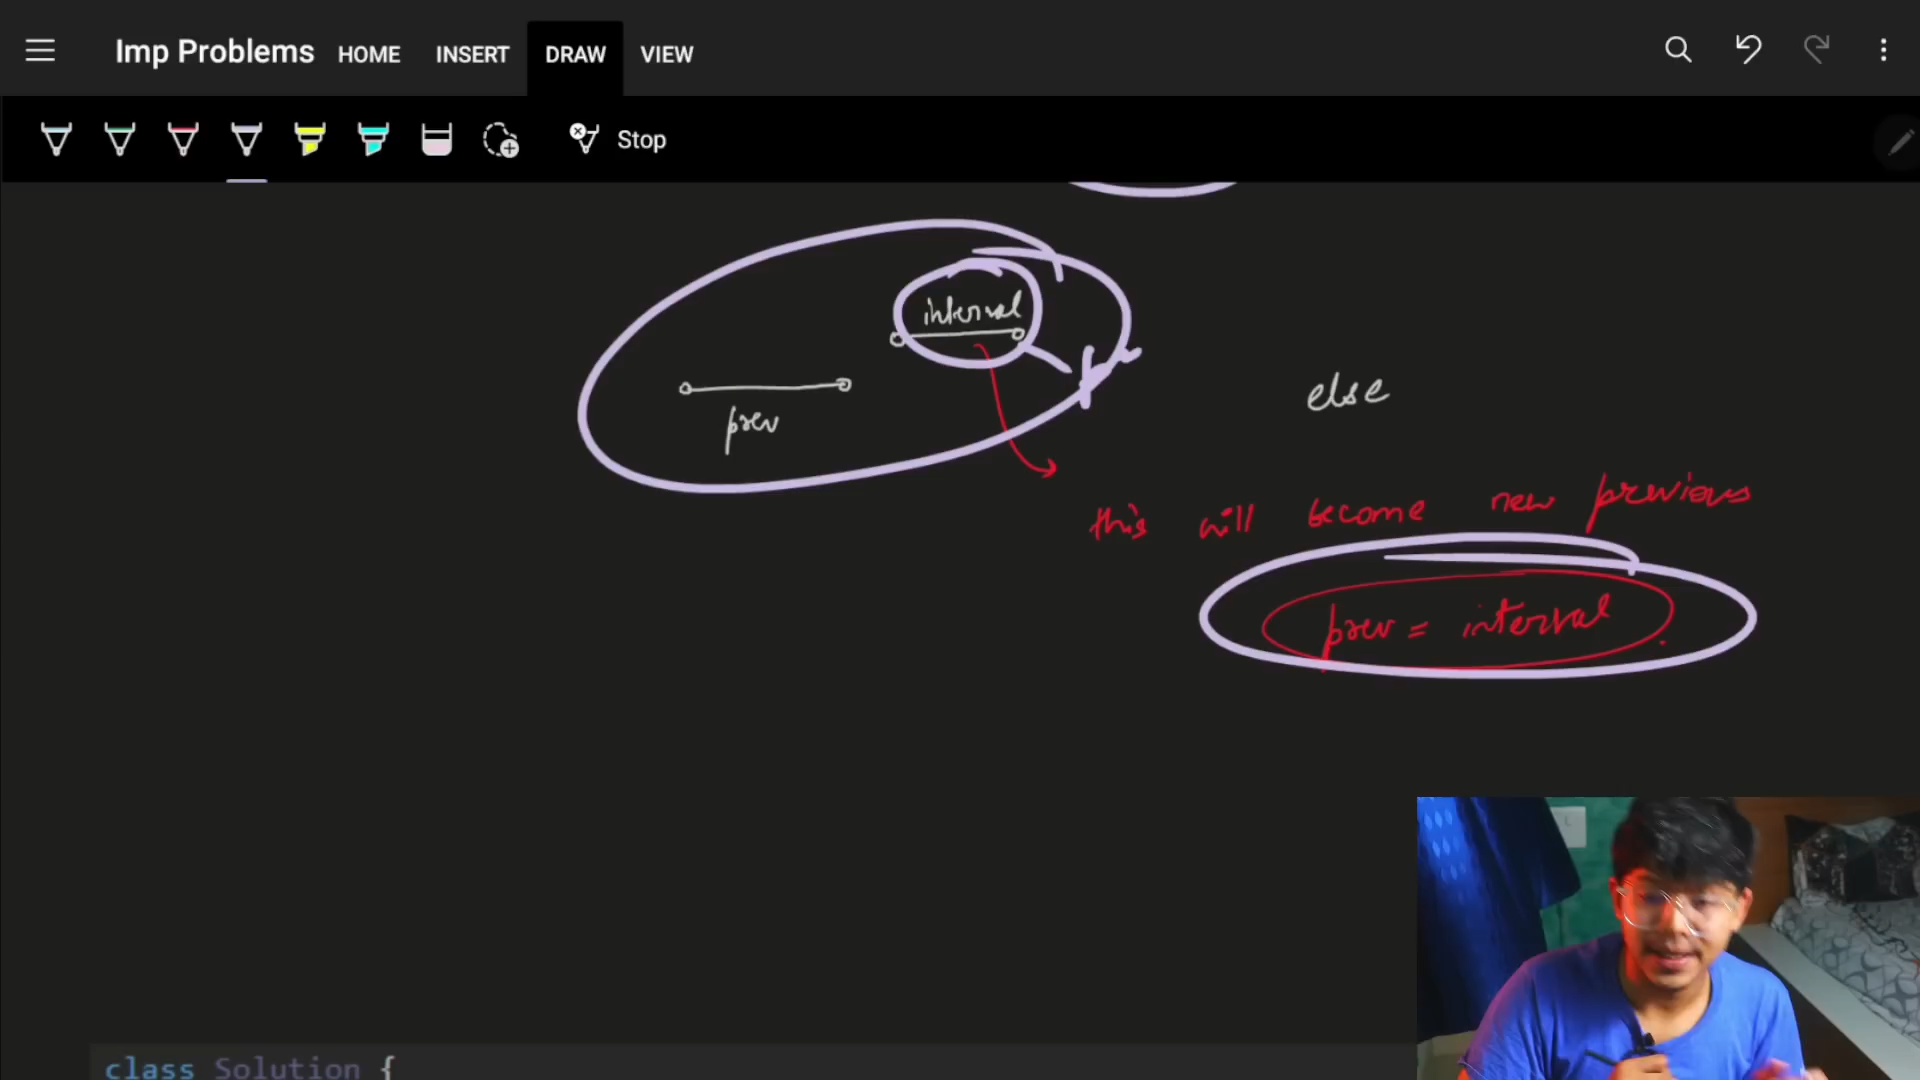 Imp Problems HOME INSERT DRAW VIEW
Stop
interval
prev
else
this will become new previous
prev = interval
class Solution {